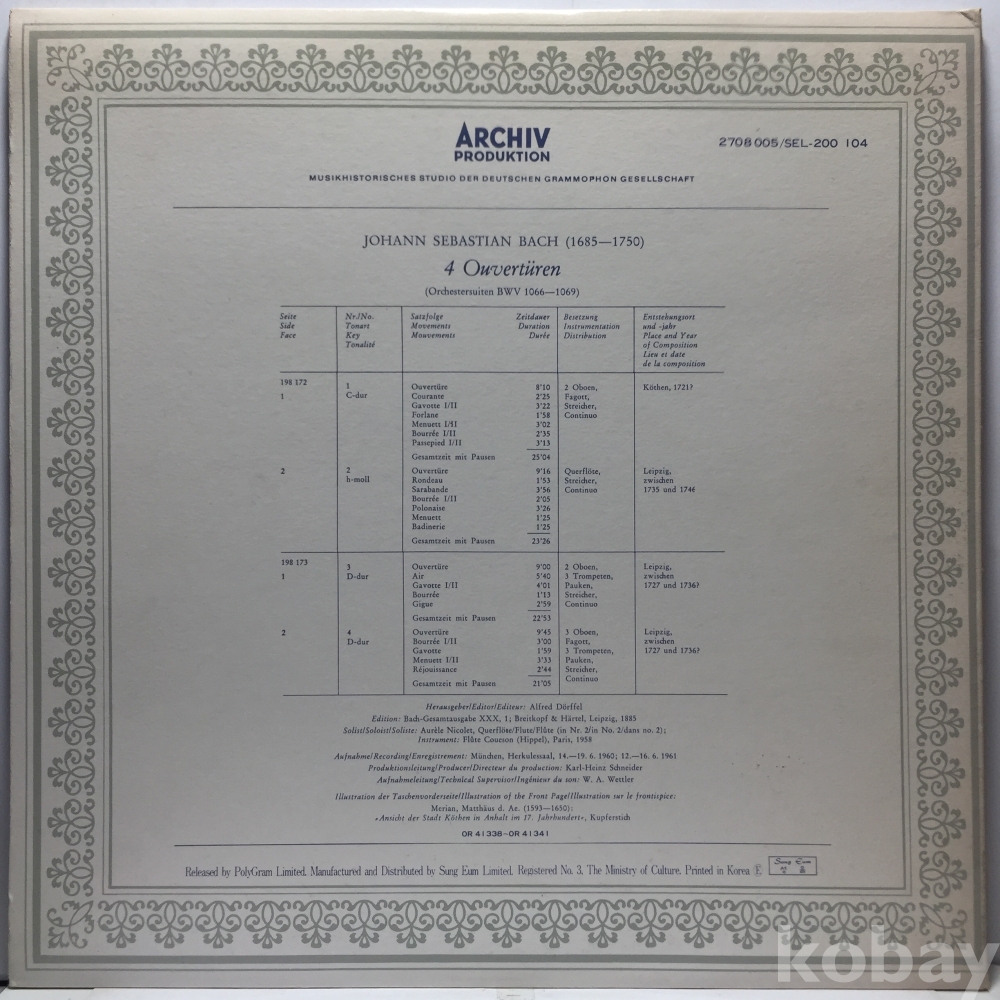 ARCHIV
PRODUKTION
2708 005/SEL-200 104
MUSIKHISTORISCHES STUDIO DER DEUTSCHEN GRAMMOPHON GESELLSCHAFT
JOHANN SEBASTIAN BACH (1685—1750)
4 Ouvertüren
(Orchestersuiten BWV 1066—1069)
Seite Nr./No. Satzfolge Zeitdauer Besetzung Entstehungsort
Side Tonart Movements Duration Instrumentation und -jahr
Face Key Mouvements Durée Distribution Place and Year
Tonalité of Composition
Lieu et date
de la composition
198 172
1 1 Ouvertüre 8'10 2 Oboen, Köthen, 1721?
C-dur Courante 2'25 Fagott,
Gavotte I/II 3'22 Streicher,
Forlane 1'58 Continuo
Menuett I/II 3'02
Bourrée I/II 2'35
Passepied I/II 3'13
Gesamtzeit mit Pausen 25'04
2 2 Ouvertüre 9'16 Querflöte, Leipzig,
h-moll Rondeau 1'53 Streicher, zwischen
Sarabande 3'56 Continuo 1735 und 1746
Bourrée I/II 2'05
Polonaise 3'26
Menuett 1'25
Badinerie 1'25
Gesamtzeit mit Pausen 23'26
198 173
1 3 Ouvertüre 9'00 2 Oboen, Leipzig,
D-dur Air 5'40 3 Trompeten, zwischen
Gavotte I/II 4'01 Pauken, 1727 und 1736?
Bourrée 1'13 Streicher,
Gigue 2'59 Continuo
Gesamtzeit mit Pausen 22'53
2 4 Ouvertüre 9'45 3 Oboen, Leipzig,
D-dur Bourrée I/II 3'00 Fagott, zwischen
Gavotte 1'59 3 Trompeten, 1727 und 1736?
Menuett I/II 3'33 Pauken,
Réjouissance 2'44 Streicher,
Gesamtzeit mit Pausen 21'05 Continuo
Herausgeber/Editor/Editeur: Alfred Dörffel
Edition: Bach-Gesamtausgabe XXX, 1; Breitkopf & Härtel, Leipzig, 1885
Solist/Soloist/Soliste: Aurèle Nicolet, Querflöte/Flute/Flûte (in Nr. 2/in No. 2/dans no. 2);
Instrument: Flûte Couesnon (Hippel), Paris, 1958
Aufnahme/Recording/Enregistrement: München, Herkulessaal, 14.—19. 6. 1960; 12.—16. 6. 1961
Produktionsleitung/Producer/Directeur du production: Karl-Heinz Schneider
Aufnahmeleitung/Technical Supervisor/Ingénieur du son: W. A. Wettler
Illustration der Taschenvorderseite/Illustration of the Front Page/Illustration sur le frontispice:
Merian, Matthäus d. Ae. (1593—1650):
»Ansicht der Stadt Köthen in Anhalt im 17. Jahrhundert«, Kupferstich
OR 41338~OR 41341
Released by PolyGram Limited. Manufactured and Distributed by Sung Eum Limited. Registered No. 3. The Ministry of Culture. Printed in Korea Ⓔ
Sung Eum
kobay